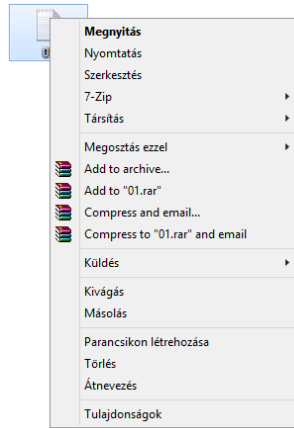 Megnyitás
Nyomtatás
Szerkesztés
7-Zip
Társítás
Megosztás ezzel
Add to archive...
Add to "01.rar"
Compress and email...
Compress to "01.rar" and email
Küldés
Kivágás
Másolás
Parancsikon létrehozása
Törlés
Átnevezés
Tulajdonságok